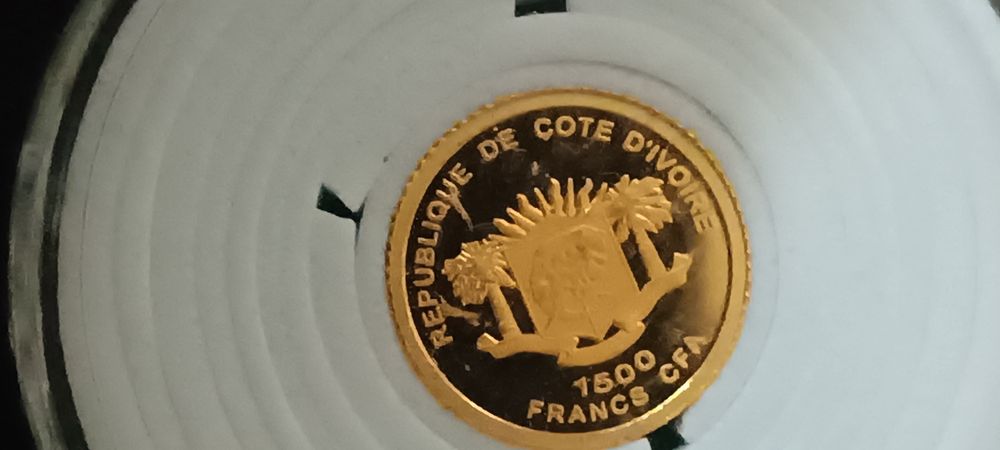 REPUBLIQUE DE COTE D'IVOIRE
1500
FRANCS CFA